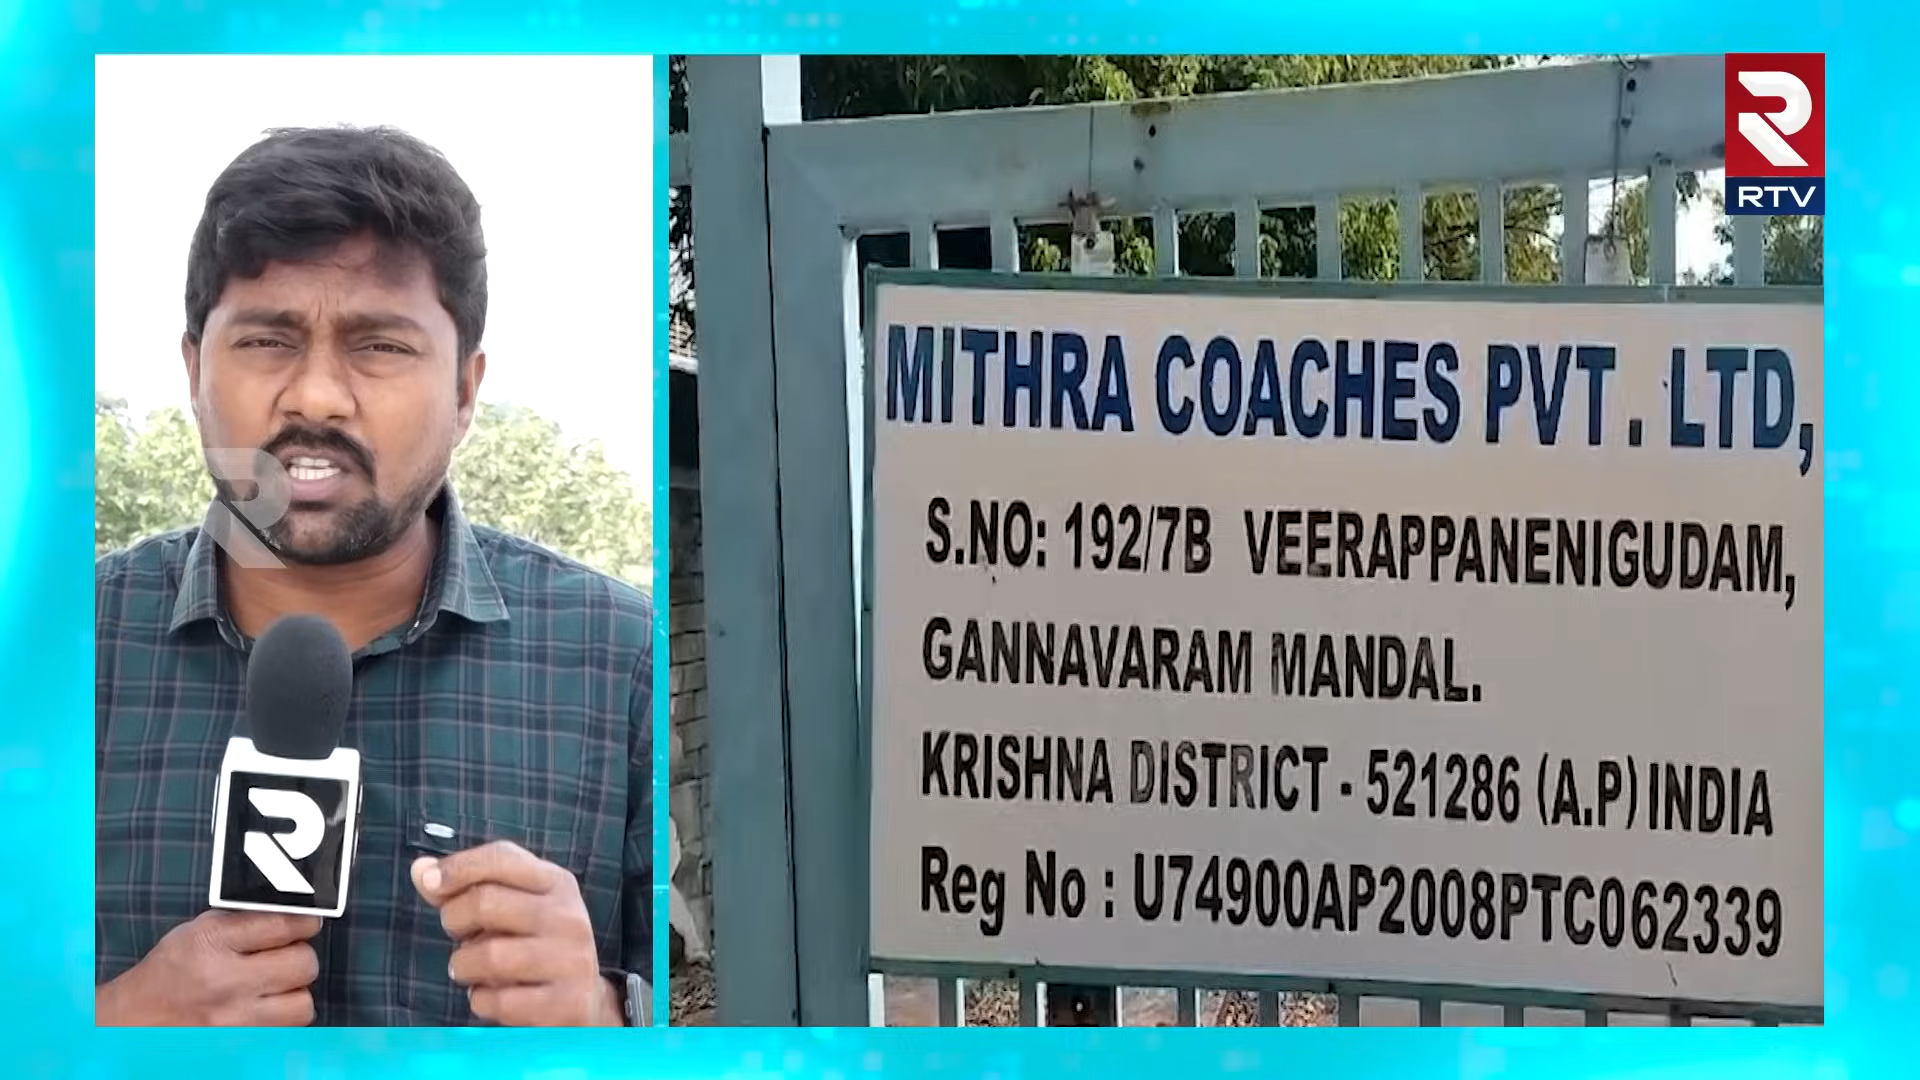 RTV
MITHRA COACHES PVT. LTD,
S.NO: 192/7B VEERAPPANENIGUDAM,
GANNAVARAM MANDAL.
KRISHNA DISTRICT - 521286 (A.P) INDIA
Reg No : U74900AP2008PTC062339